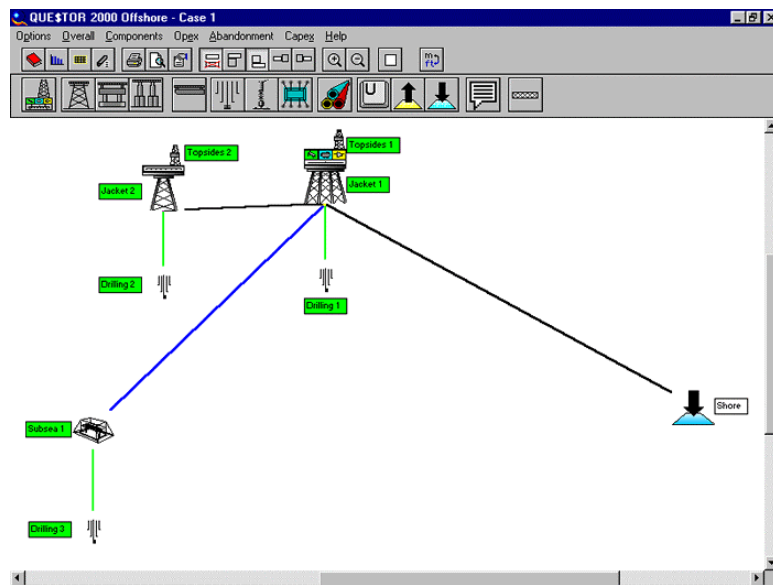 QUE$TOR 2000 Offshore - Case 1
Options Overall Components Opex Abandonment Capex Help
m
ft
U
Topsides 2
Topsides 1
Jacket 2
Jacket 1
Drilling 2
Drilling 1
Shore
Subsea 1
Drilling 3